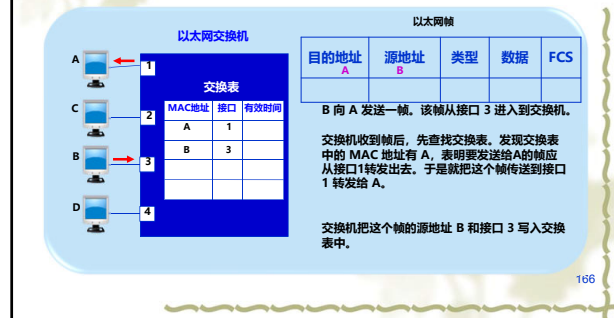 以太网交换机
A
C
B
D
1
2
3
4
交换表
MAC地址 接口 有效时间
A 1
B 3
以太网帧
目的地址 源地址 类型 数据 FCS
A B
B 向 A 发送一帧。该帧从接口 3 进入到交换机。
交换机收到帧后，先查找交换表。发现交换表
中的 MAC 地址有 A，表明要发送给A的帧应
从接口1转发出去。于是就把这个帧传送到接口
1 转发给 A。
交换机把这个帧的源地址 B 和接口 3 写入交换
表中。
166